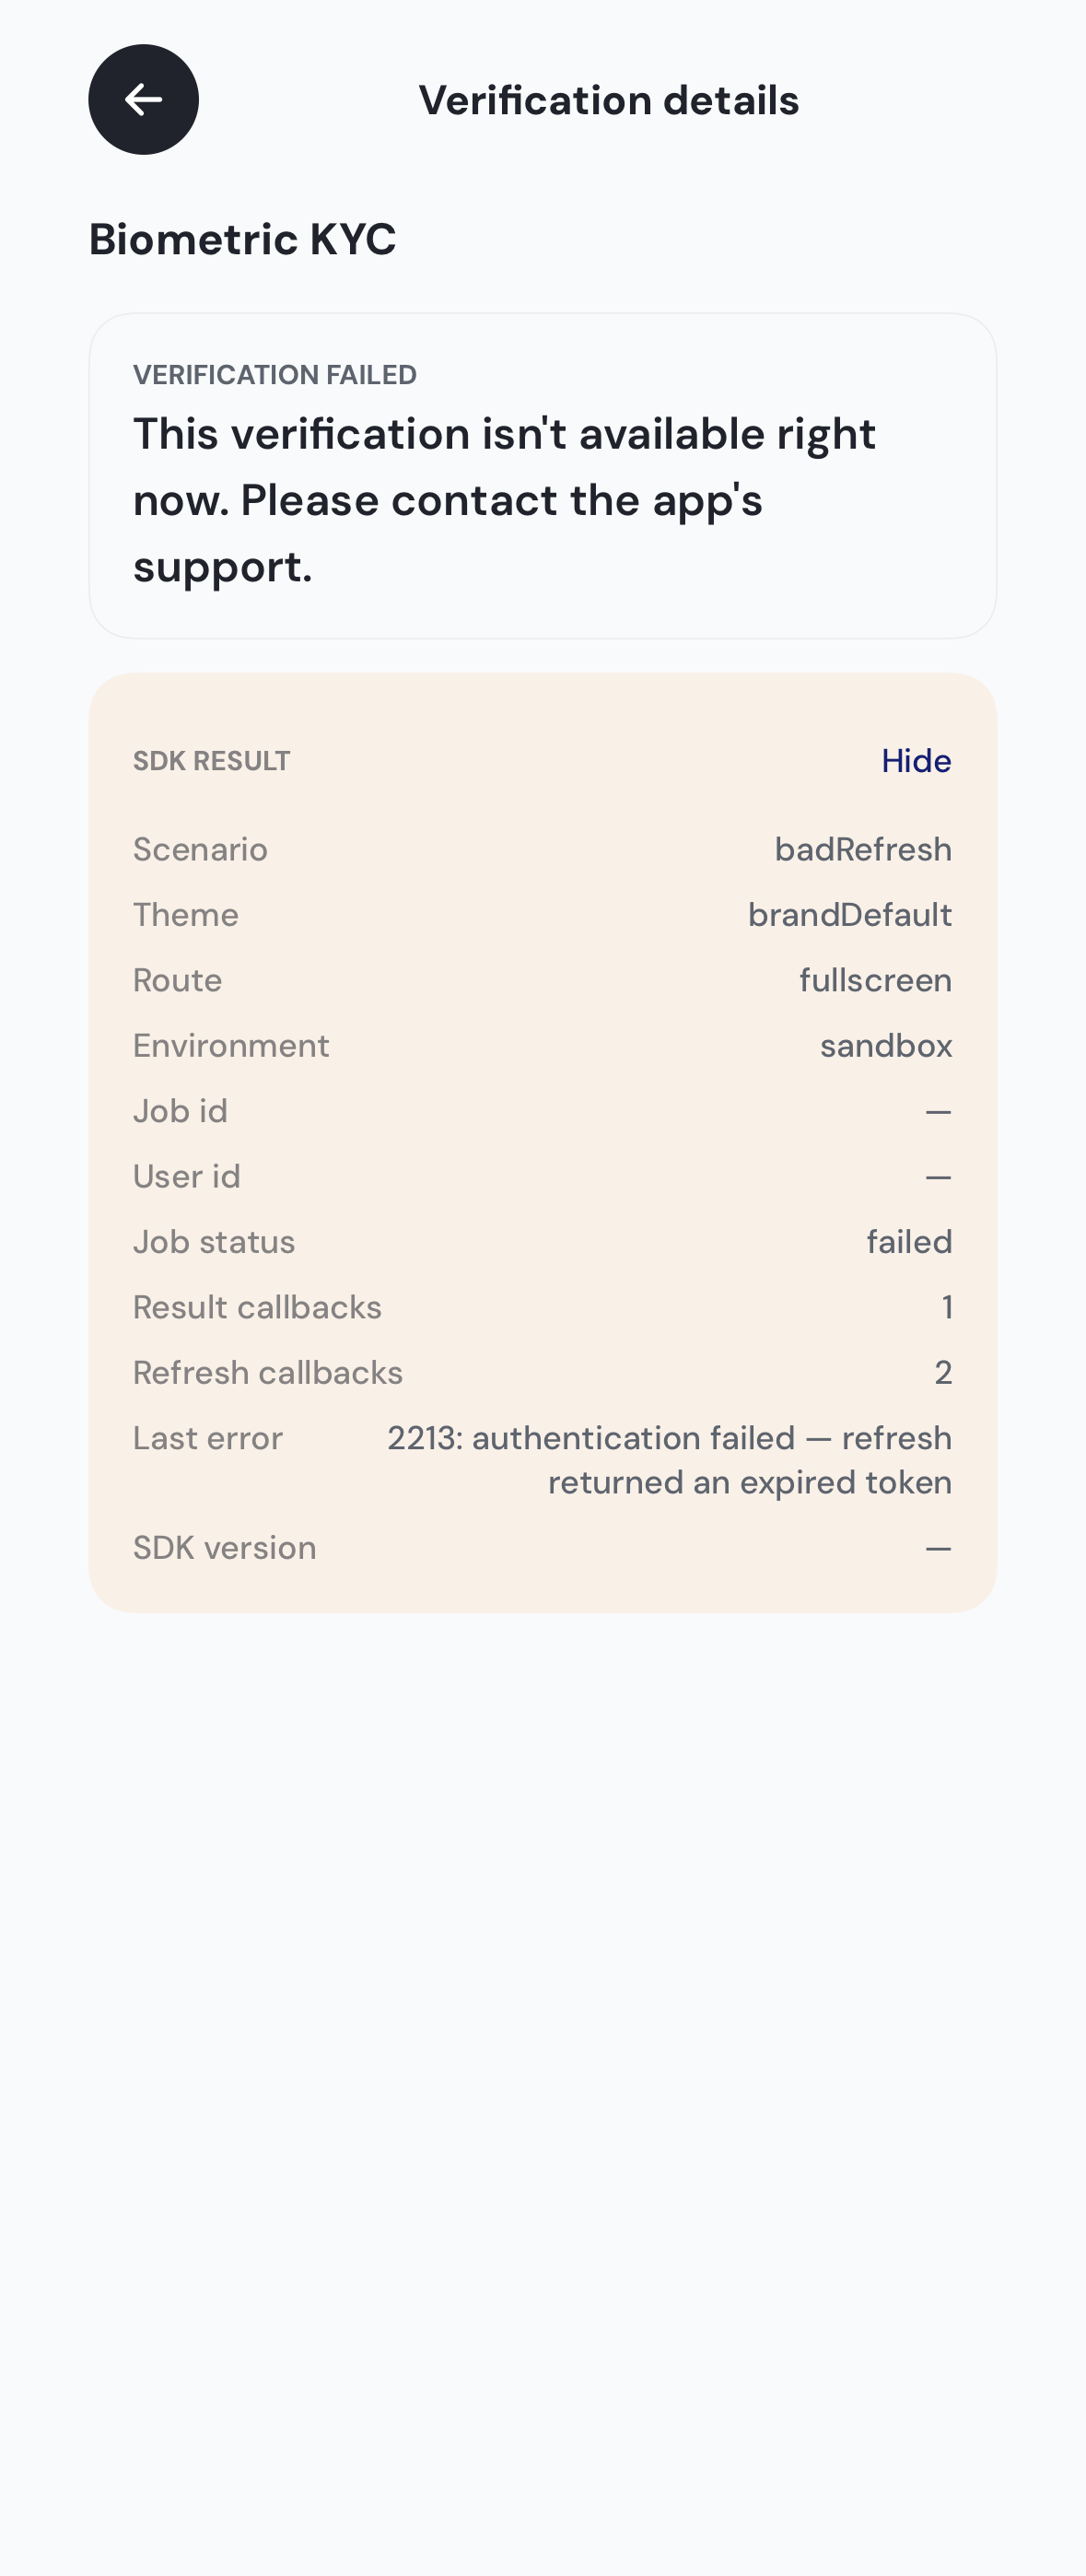 Verification details
Biometric KYC
VERIFICATION FAILED
This verification isn't available right
now. Please contact the app's
support.
SDK RESULT Hide
Scenario badRefresh
Theme brandDefault
Route fullscreen
Environment sandbox
Job id —
User id —
Job status failed
Result callbacks 1
Refresh callbacks 2
Last error 2213: authentication failed — refresh
returned an expired token
SDK version —